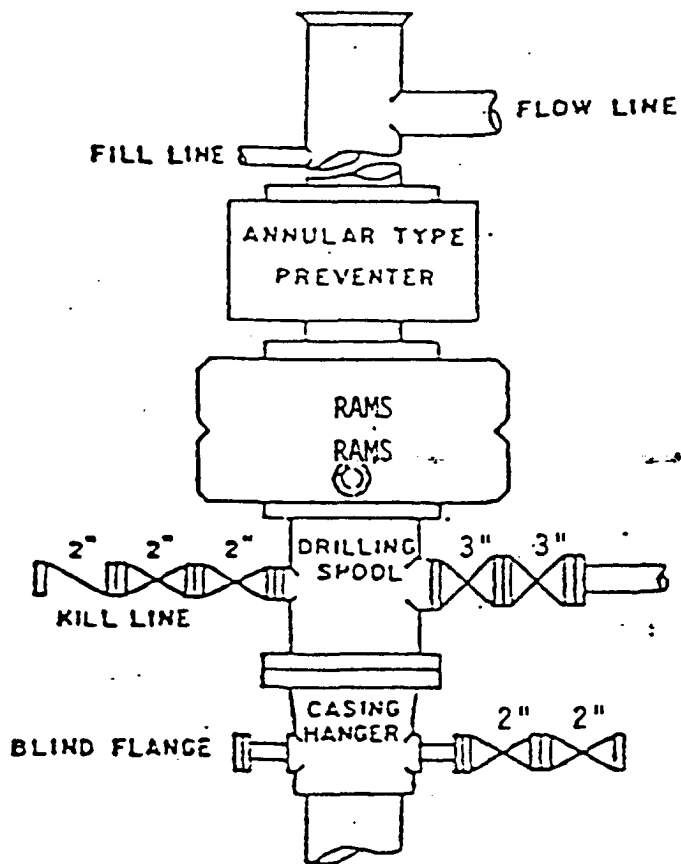 FLOW LINE
FILL LINE
ANNULAR TYPE
PREVENTER
RAMS
RAMS
2" 2" 2"
DRILLING
SPOOL
3" 3"
KILL LINE
CASING
HANGER
2" 2"
BLIND FLANGE